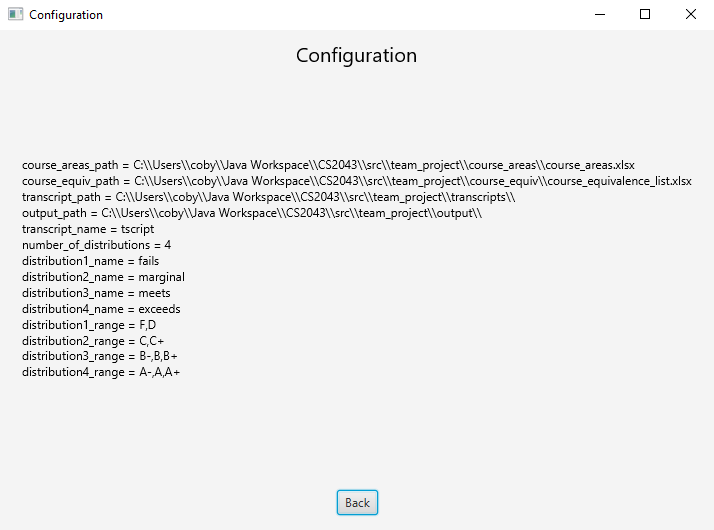 Configuration
Configuration
course_areas_path = C:\\Users\\coby\\Java Workspace\\CS2043\\src\\team_project\\course_areas\\course_areas.xlsx
course_equiv_path = C:\\Users\\coby\\Java Workspace\\CS2043\\src\\team_project\\course_equiv\\course_equivalence_list.xlsx
transcript_path = C:\\Users\\coby\\Java Workspace\\CS2043\\src\\team_project\\transcripts\\
output_path = C:\\Users\\coby\\Java Workspace\\CS2043\\src\\team_project\\output\\
transcript_name = tscript
number_of_distributions = 4
distribution1_name = fails
distribution2_name = marginal
distribution3_name = meets
distribution4_name = exceeds
distribution1_range = F,D
distribution2_range = C,C+
distribution3_range = B-,B,B+
distribution4_range = A-,A,A+
Back